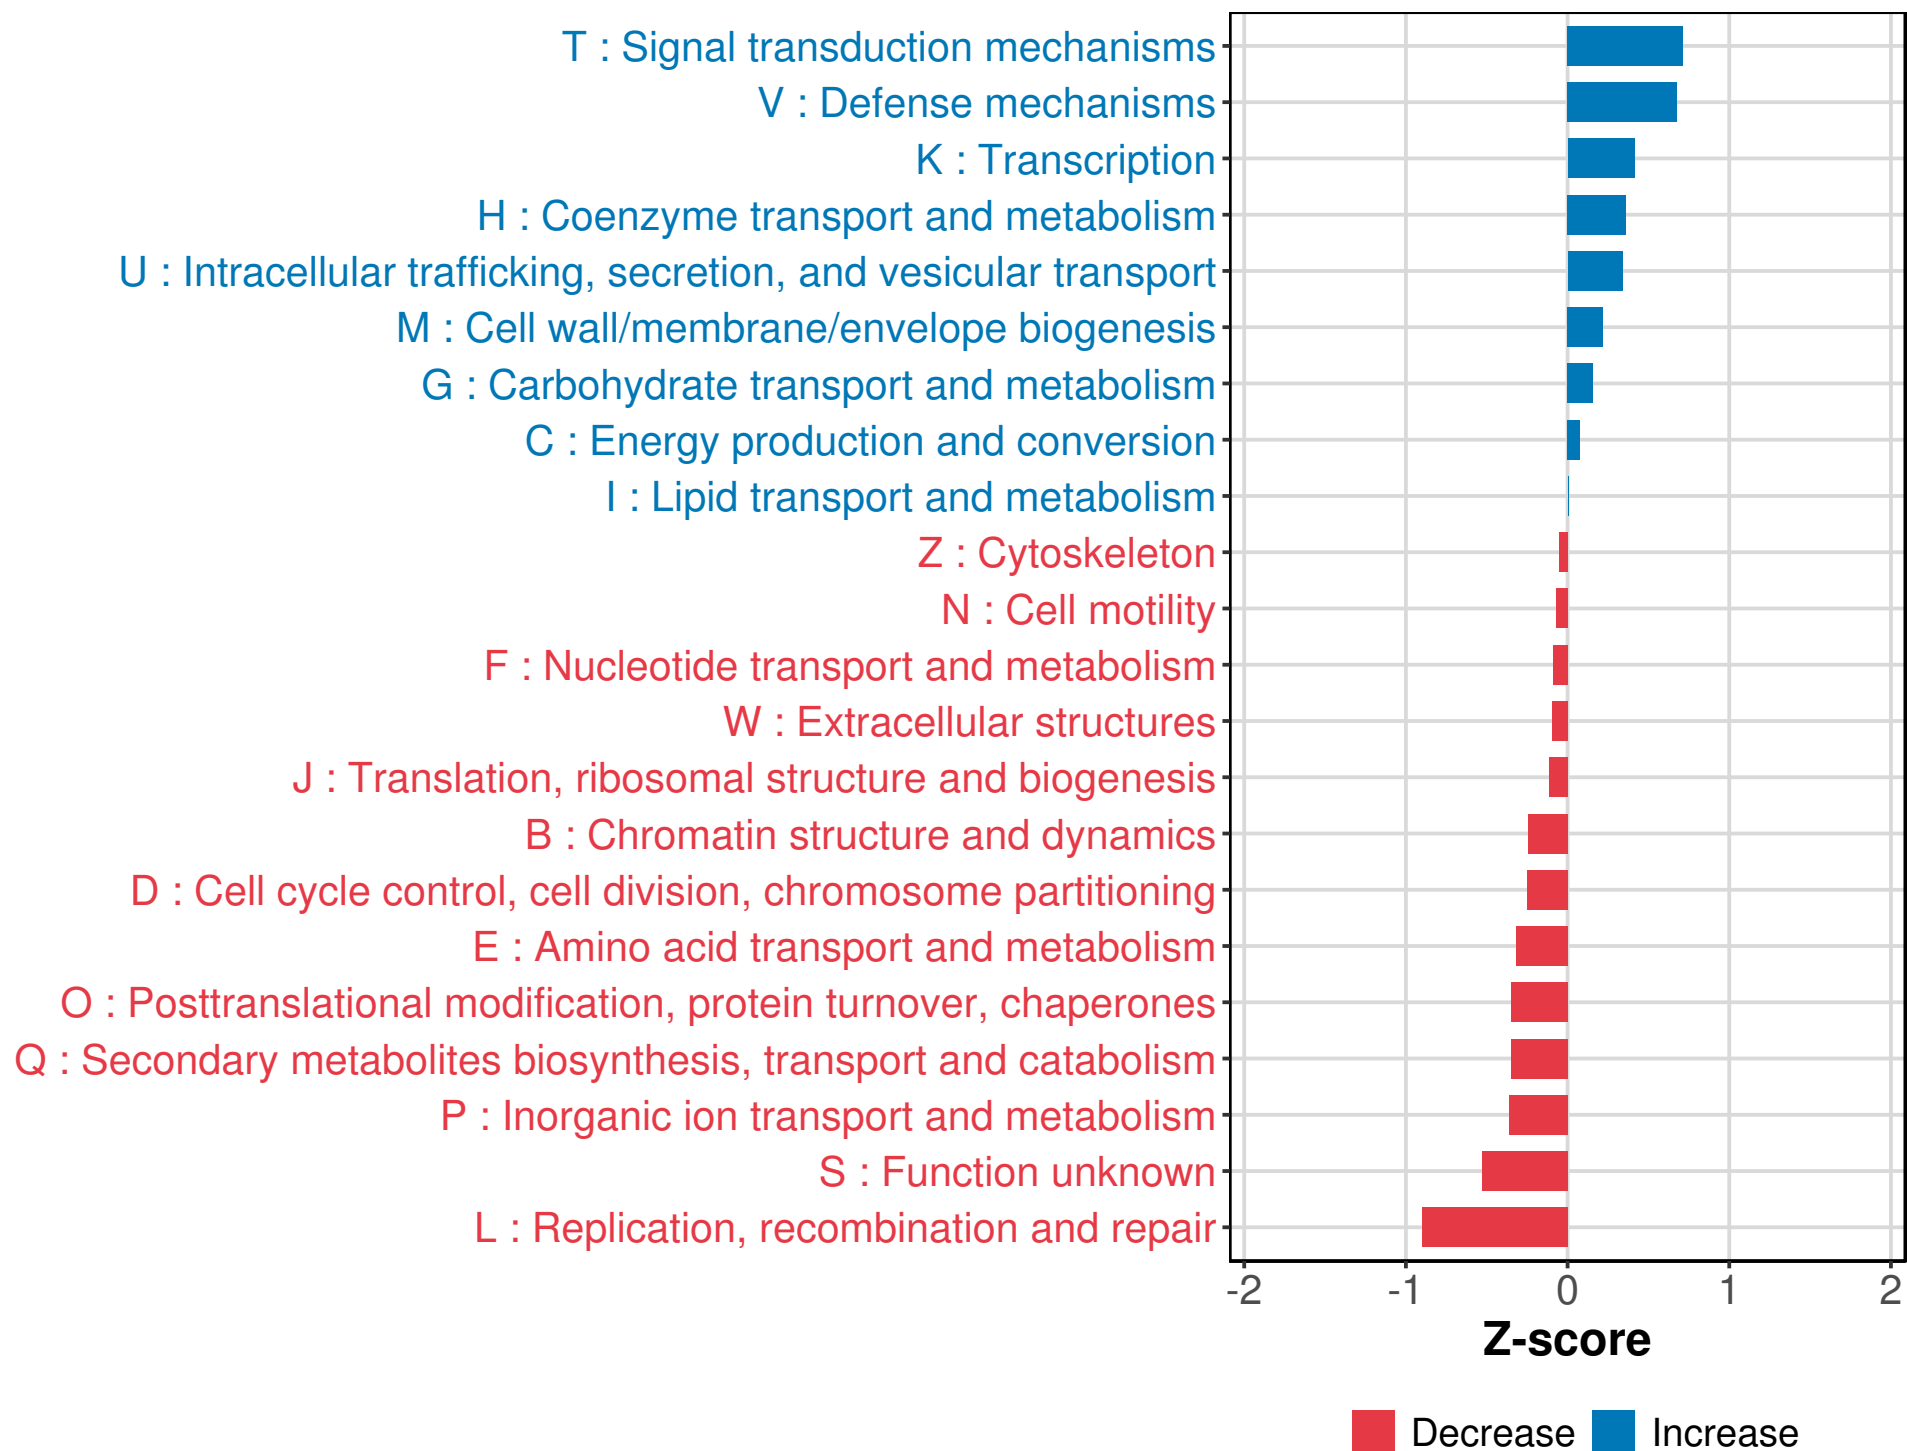 T : Signal transduction mechanisms
V : Defense mechanisms
K : Transcription
H : Coenzyme transport and metabolism
U : Intracellular trafficking, secretion, and vesicular transport
M : Cell wall/membrane/envelope biogenesis
G : Carbohydrate transport and metabolism
C : Energy production and conversion
I : Lipid transport and metabolism
Z : Cytoskeleton
N : Cell motility
F : Nucleotide transport and metabolism
W : Extracellular structures
J : Translation, ribosomal structure and biogenesis
B : Chromatin structure and dynamics
D : Cell cycle control, cell division, chromosome partitioning
E : Amino acid transport and metabolism
O : Posttranslational modification, protein turnover, chaperones
Q : Secondary metabolites biosynthesis, transport and catabolism
P : Inorganic ion transport and metabolism
S : Function unknown
L : Replication, recombination and repair
-2 -1 0 1 2
Z-score
Decrease Increase